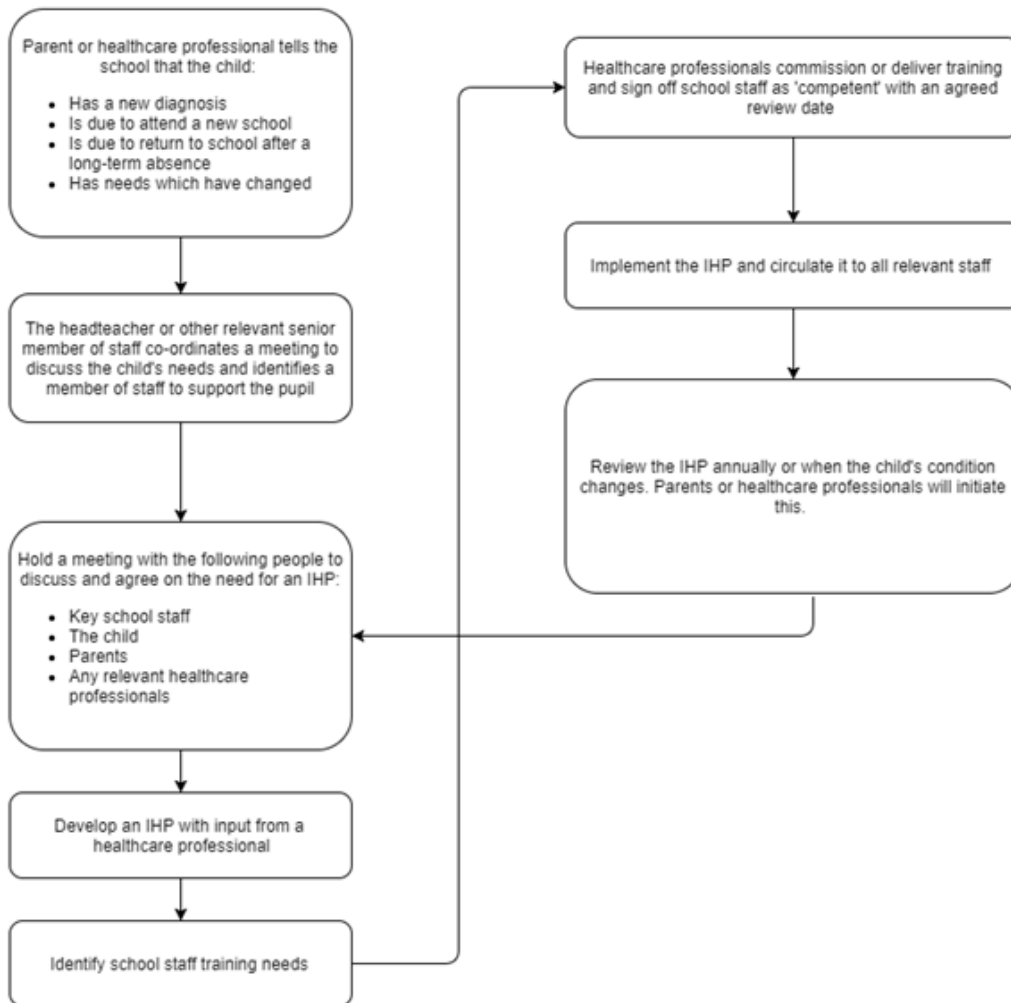 Parent or healthcare professional tells the
school that the child:
• Has a new diagnosis
• Is due to attend a new school
• Is due to return to school after a
long-term absence
• Has needs which have changed
The headteacher or other relevant senior
member of staff co-ordinates a meeting to
discuss the child's needs and identifies a
member of staff to support the pupil
Hold a meeting with the following people to
discuss and agree on the need for an IHP:
• Key school staff
• The child
• Parents
• Any relevant healthcare
professionals
Develop an IHP with input from a
healthcare professional
Identify school staff training needs
Healthcare professionals commission or deliver training
and sign off school staff as 'competent' with an agreed
review date
Implement the IHP and circulate it to all relevant staff
Review the IHP annually or when the child's condition
changes. Parents or healthcare professionals will initiate
this.